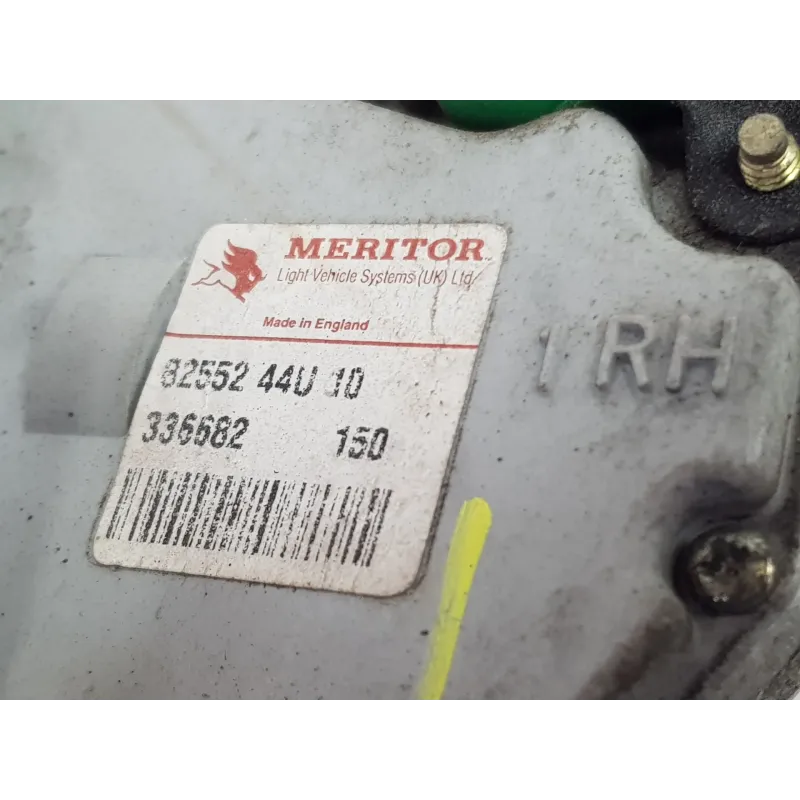 MERITOR
Light Vehicle Systems (UK) Ltd
Made in England
82552 44U 10
336682 150
1 RH